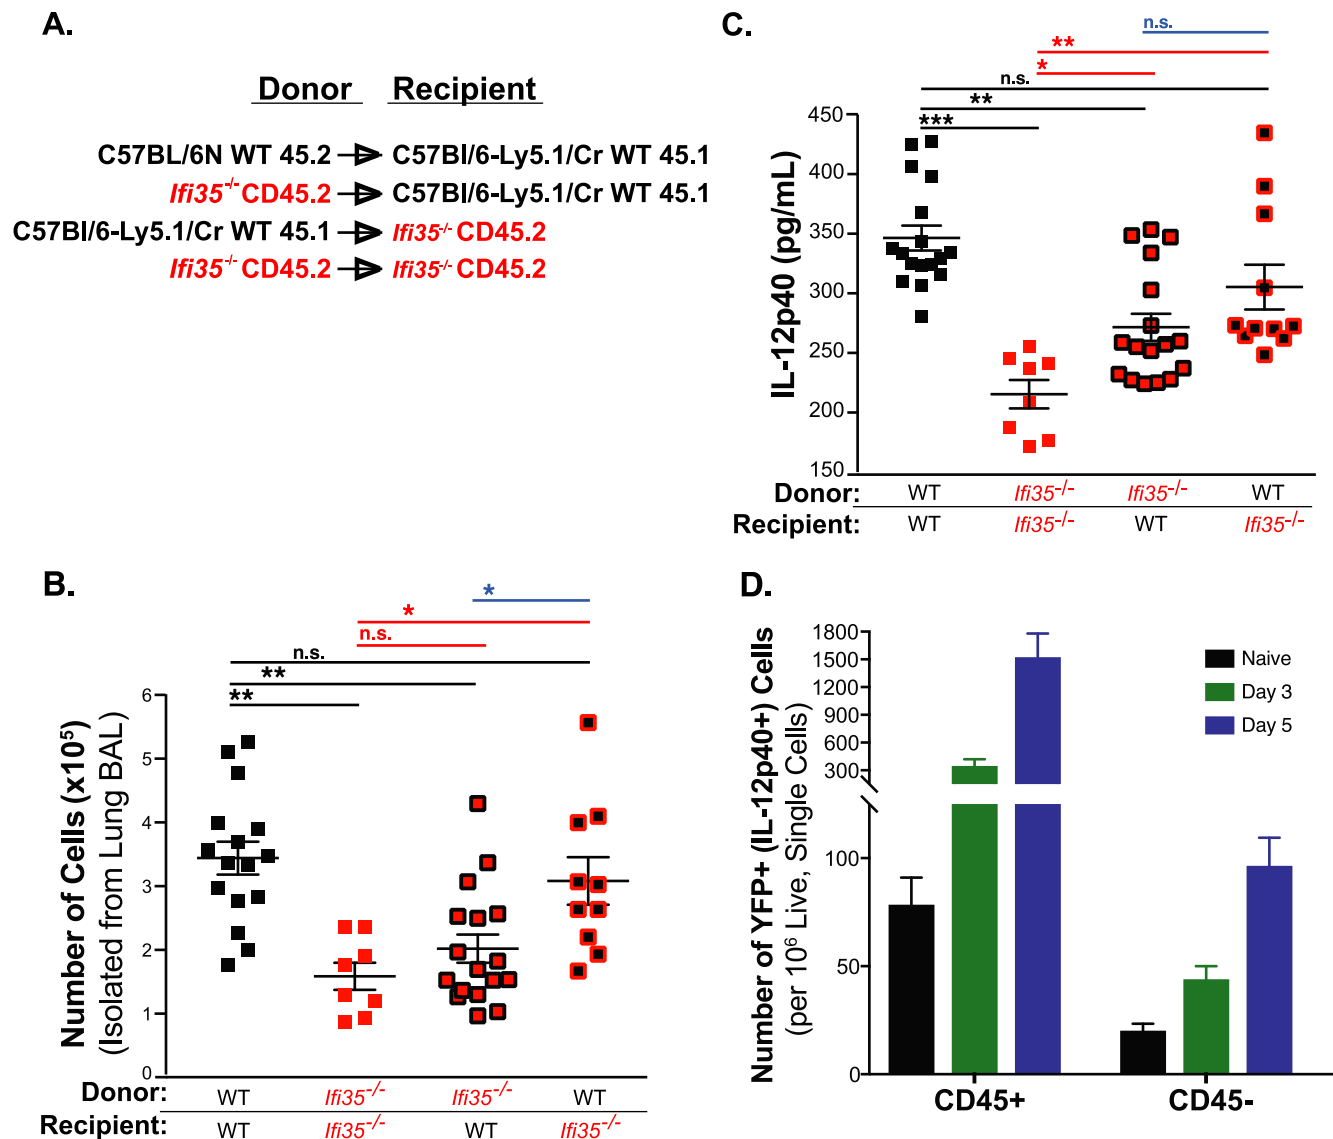 A.
Donor Recipient
C57BL/6N WT 45.2 C57Bl/6-Ly5.1/Cr WT 45.1
Ifi35-/- CD45.2 C57Bl/6-Ly5.1/Cr WT 45.1
C57Bl/6-Ly5.1/Cr WT 45.1 Ifi35-/- CD45.2
Ifi35-/- CD45.2 Ifi35-/- CD45.2
B.
*
*
n.s.
n.s.
**
**
Number of Cells (x10⁵)
(Isolated from Lung BAL)
6
5
4
3
2
1
0
Donor: WT Ifi35-/- Ifi35-/- WT
Recipient: WT Ifi35-/- WT Ifi35-/-
C.
n.s.
**
*
n.s.
**
***
IL-12p40 (pg/mL)
450
400
350
300
250
200
150
Donor: WT Ifi35-/- Ifi35-/- WT
Recipient: WT Ifi35-/- WT Ifi35-/-
D.
Number of YFP+ (IL-12p40+) Cells
(per 10⁶ Live, Single Cells)
1800
1500
1200
900
600
300
100
50
0
Naive
Day 3
Day 5
CD45+ CD45-